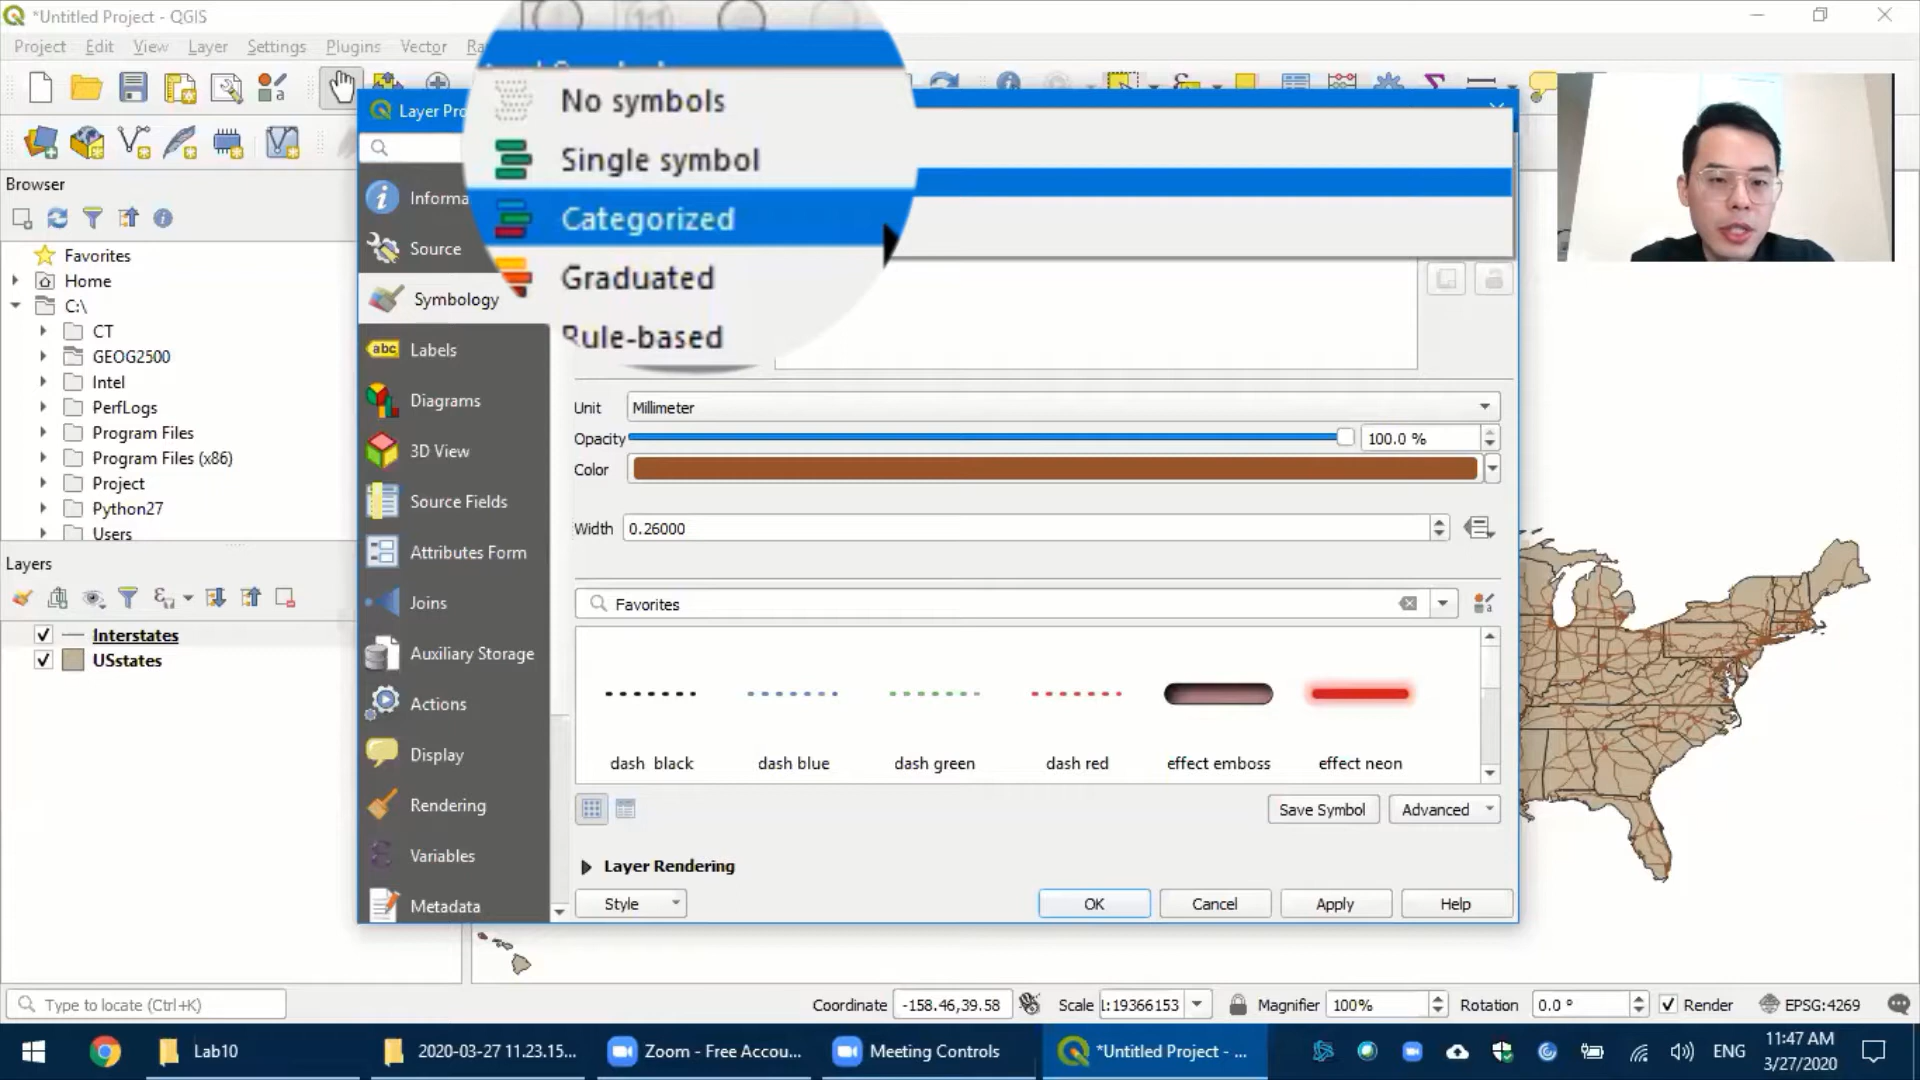 *Untitled Project - QGIS
Project Edit View Layer Settings Plugins Vector Ra
No symbols
Single symbol
Categorized
Graduated
Rule-based
Layer Pro
Informa
Source
Symbology
Labels
Diagrams
3D View
Source Fields
Attributes Form
Joins
Auxiliary Storage
Actions
Display
Rendering
Variables
Metadata
Browser
Favorites
Home
C:\
CT
GEOG2500
Intel
PerfLogs
Program Files
Program Files (x86)
Project
Python27
Users
Layers
Interstates
USstates
Unit Millimeter
Opacity 100.0 %
Color
Width 0.26000
Favorites
dash black dash blue dash green dash red effect emboss effect neon
Save Symbol Advanced
Layer Rendering
Style OK Cancel Apply Help
Type to locate (Ctrl+K) Coordinate -158.46,39.58 Scale 1:19366153 Magnifier 100% Rotation 0.0 ° Render EPSG:4269
Lab10 2020-03-27 11.23.15... Zoom - Free Accou... Meeting Controls *Untitled Project - ... ENG 11:47 AM
3/27/2020